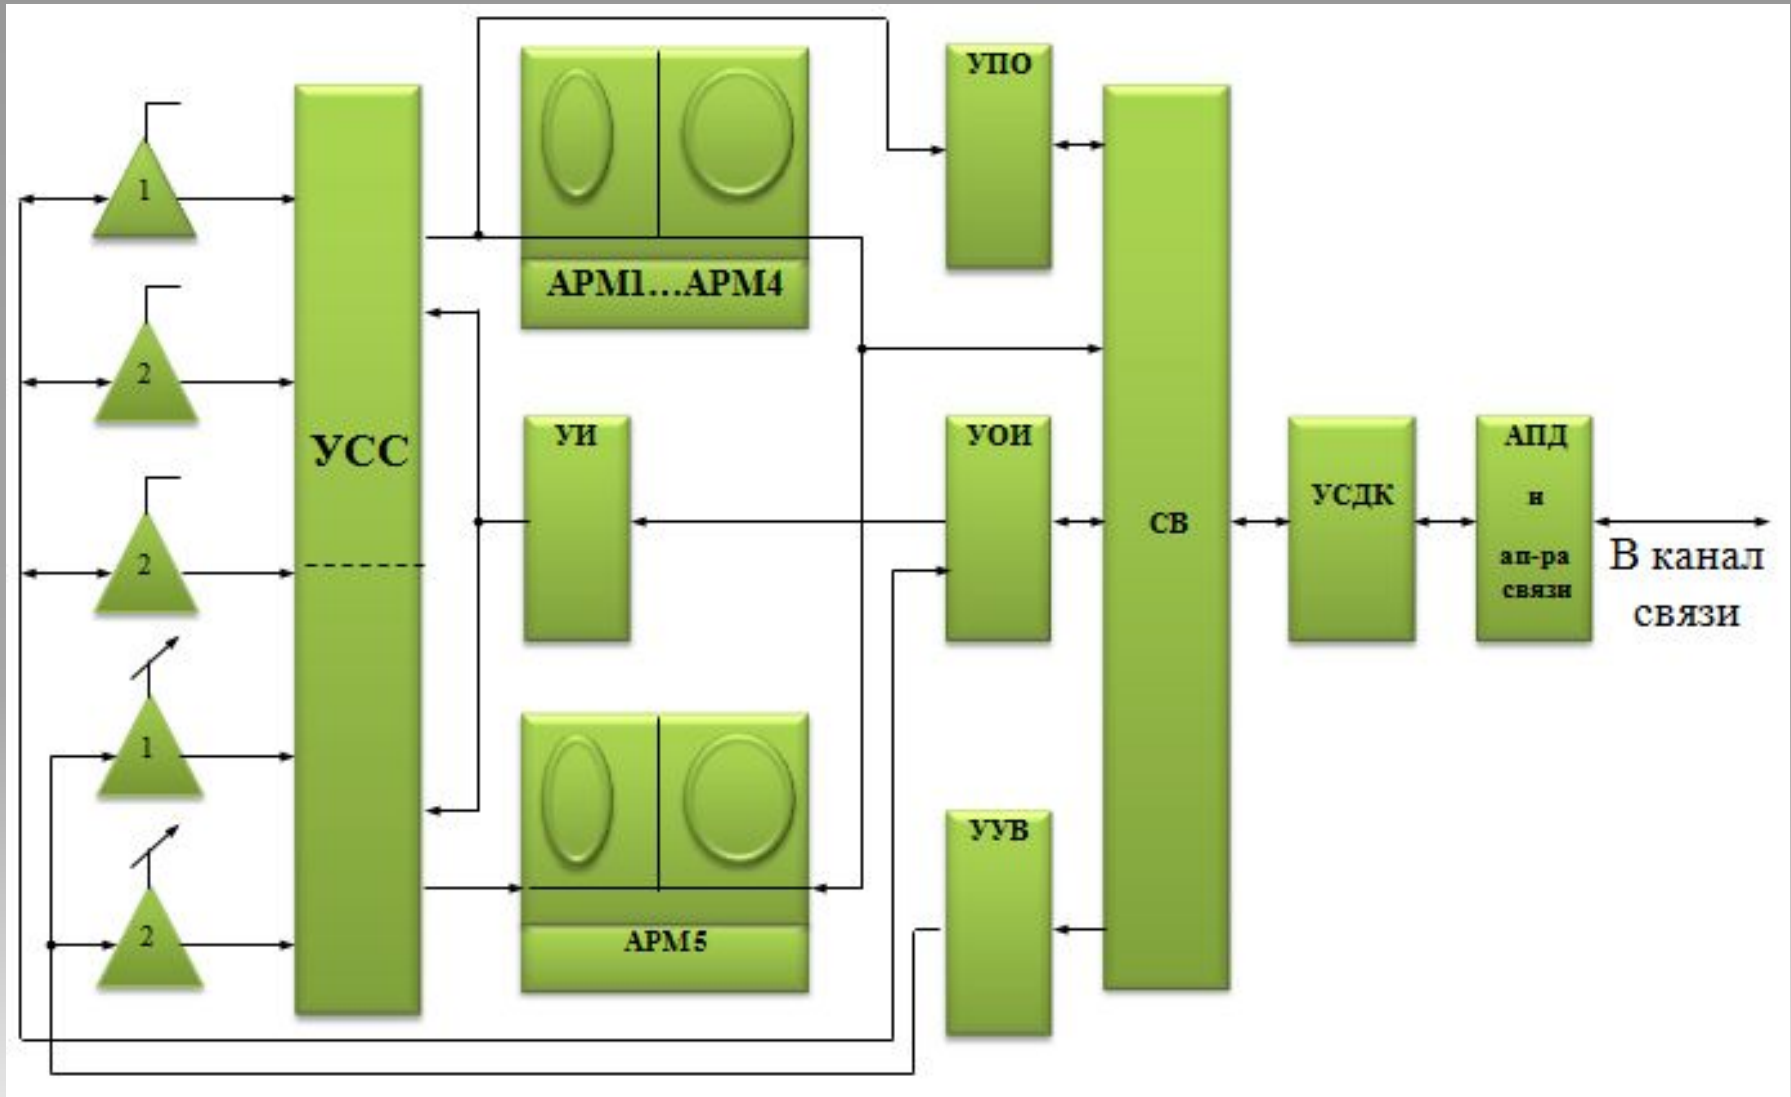 1
2
2
1
2
УСС
АРМ1...АРМ4
УИ
АРМ5
УПО
УОИ
УУВ
СВ
УСДК
АПД
и
ап-ра
связи
В канал
связи